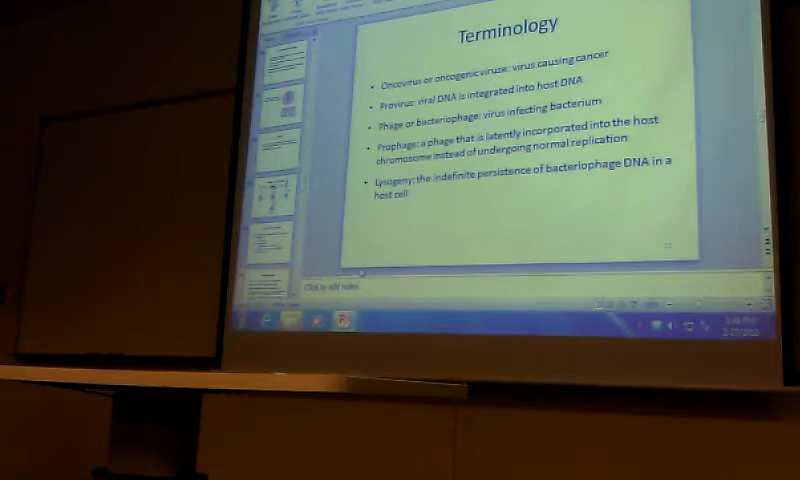 Terminology
• Oncovirus or oncogenic viruse: virus causing cancer
• Provirus: viral DNA is integrated into host DNA
• Phage or bacteriophage: virus infecting bacterium
• Prophage: a phage that is latently incorporated into the host
chromosome instead of undergoing normal replication
• Lysogeny: the indefinite persistence of bacteriophage DNA in a
host cell
Click to add notes